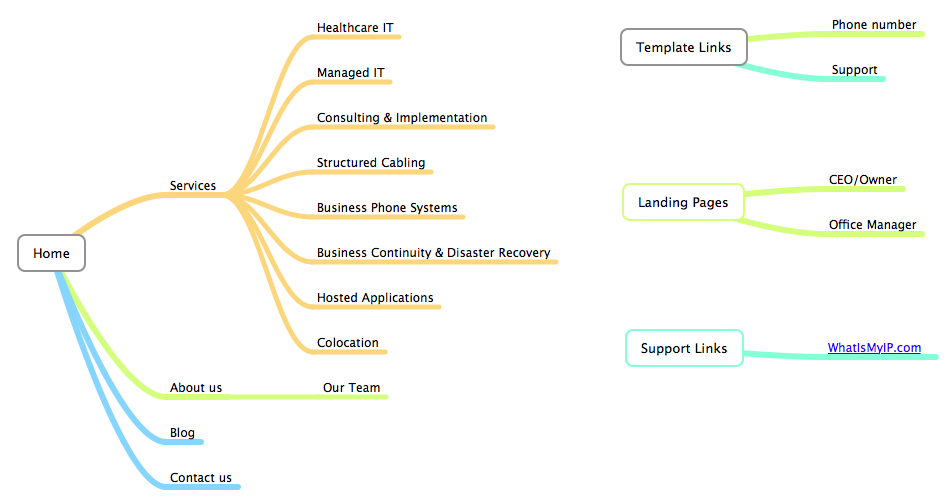 Home
Services
Healthcare IT
Managed IT
Consulting & Implementation
Structured Cabling
Business Phone Systems
Business Continuity & Disaster Recovery
Hosted Applications
Colocation
About us
Our Team
Blog
Contact us
Template Links
Phone number
Support
Landing Pages
CEO/Owner
Office Manager
Support Links
WhatIsMyIP.com